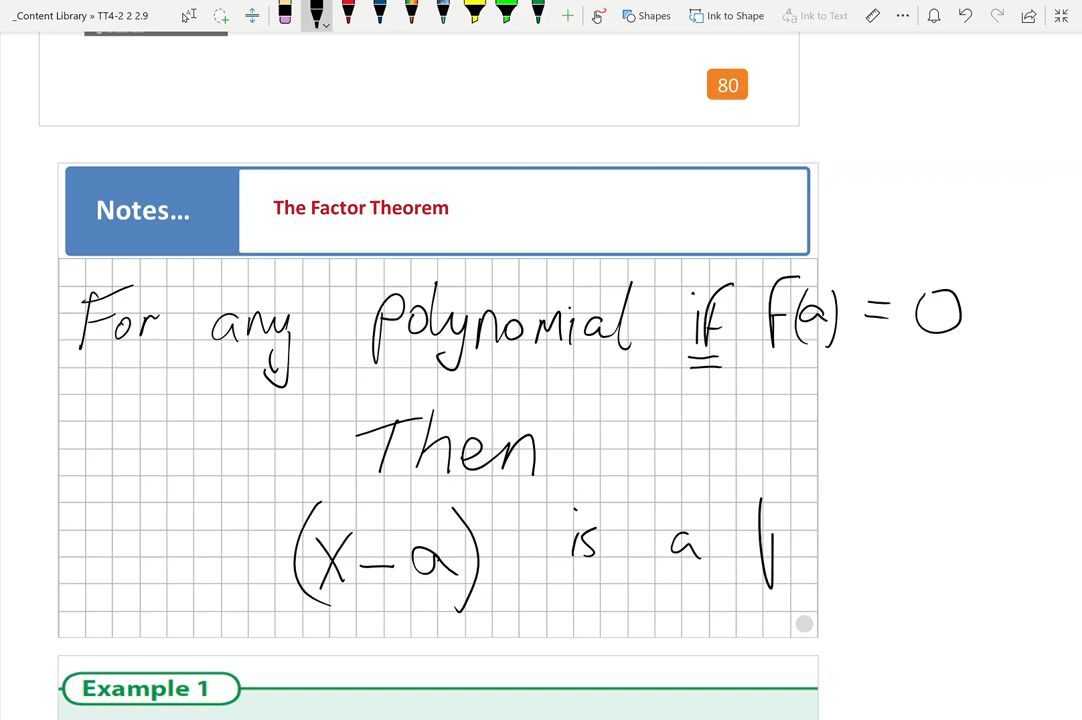 _Content Library » TT4-2 2 2.9
Shapes Ink to Shape Ink to Text
80
Notes...
The Factor Theorem
For any polynomial if F(a) = 0
Then
(x-a) is a
Example 1